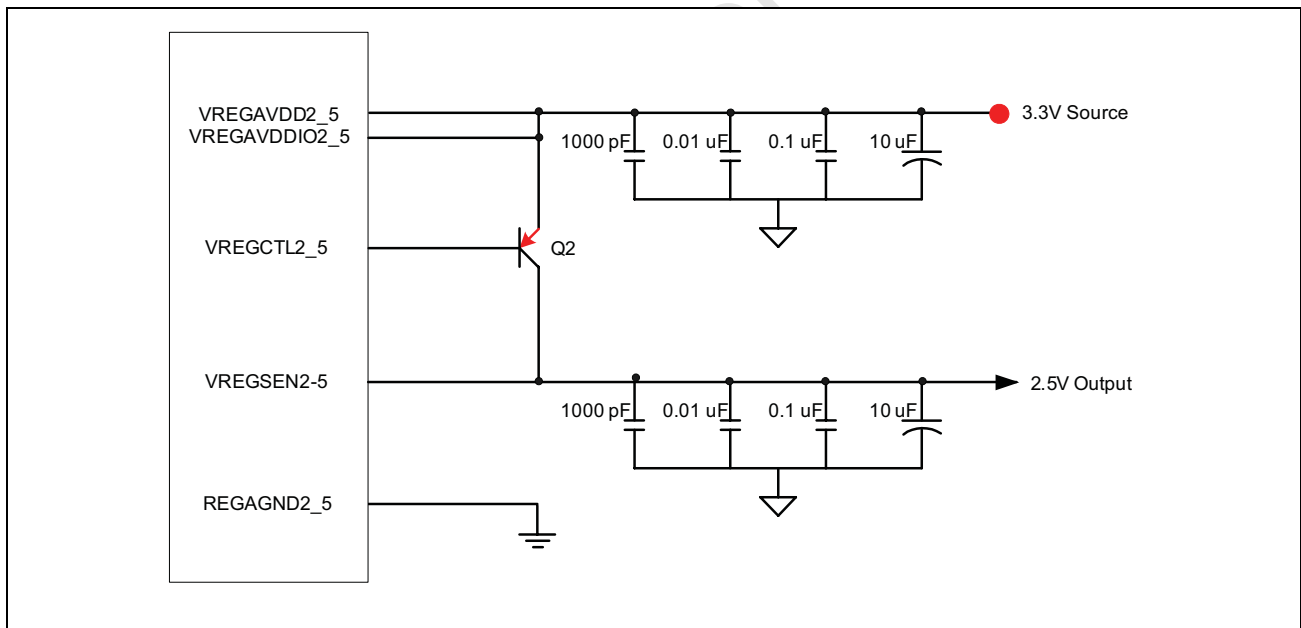 VREGAVDD2_5
3.3V Source
VREGAVDDIO2_5
1000 pF
0.01 uF
0.1 uF
10 uF
VREGCTL2_5
Q2
VREGSEN2-5
2.5V Output
1000 pF
0.01 uF
0.1 uF
10 uF
REGAGND2_5